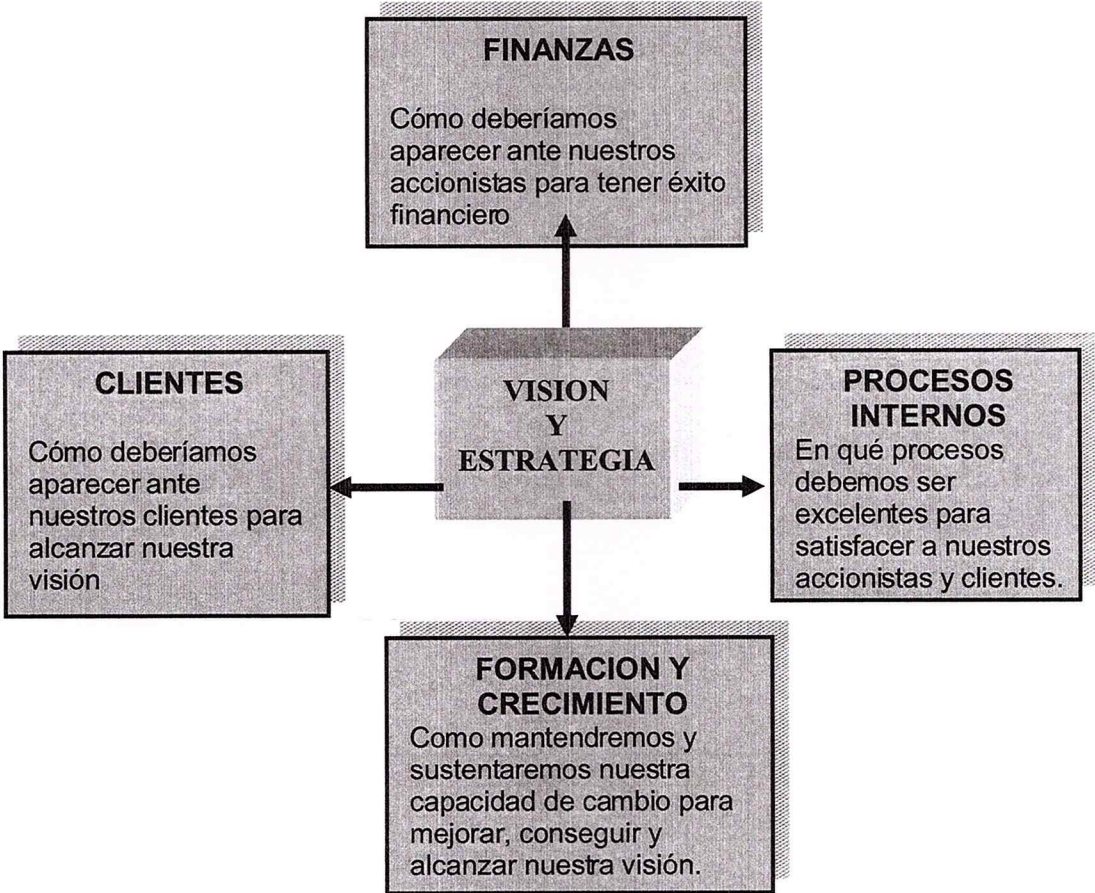 FINANZAS
Cómo deberíamos
aparecer ante nuestros
accionistas para tener éxito
financiero
CLIENTES
Cómo deberíamos
aparecer ante
nuestros clientes para
alcanzar nuestra
visión
VISION
Y
ESTRATEGIA
PROCESOS
INTERNOS
En qué procesos
debemos ser
excelentes para
satisfacer a nuestros
accionistas y clientes.
FORMACION Y
CRECIMIENTO
Como mantendremos y
sustentaremos nuestra
capacidad de cambio para
mejorar, conseguir y
alcanzar nuestra visión.